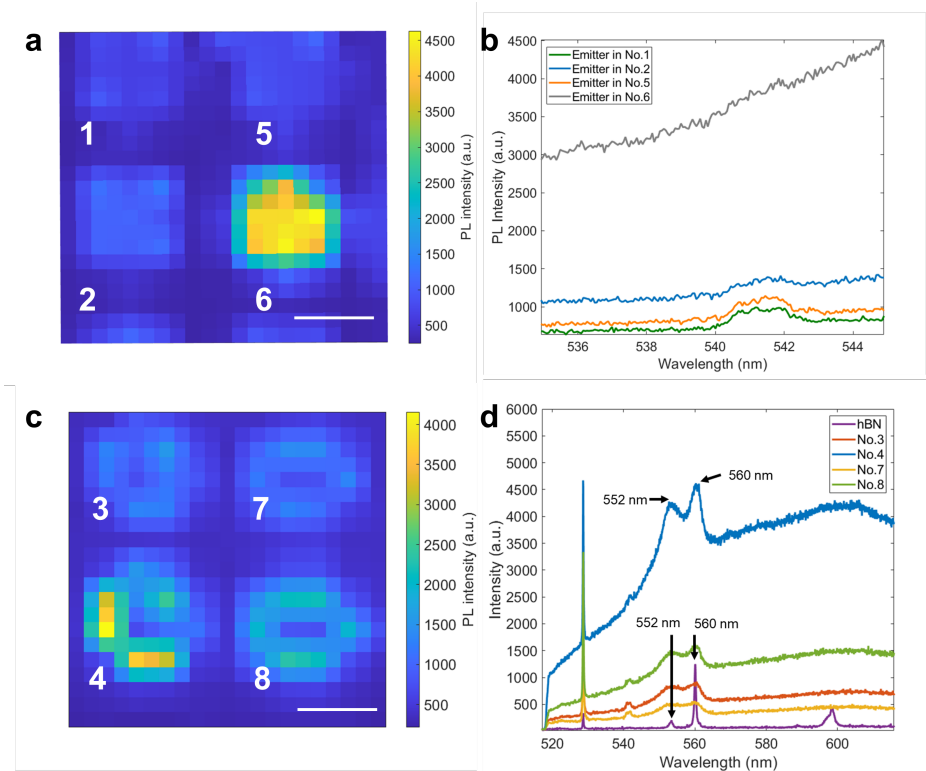 a
1
5
2
6
4500
4000
3500
3000
2500
2000
1500
1000
500
PL intensity (a.u.)
b
4500
4000
3500
3000
2500
2000
1500
1000
PL Intensity (a.u.)
Emitter in No.1
Emitter in No.2
Emitter in No.5
Emitter in No.6
536
538
540
542
544
Wavelength (nm)
c
3
7
4
8
4000
3500
3000
2500
2000
1500
1000
500
PL intensity (a.u.)
d
6000
5500
5000
4500
4000
3500
3000
2500
2000
1500
1000
500
0
Intensity (a.u.)
hBN
No.3
No.4
No.7
No.8
552 nm
560 nm
552 nm
560 nm
520
540
560
580
600
Wavelength (nm)